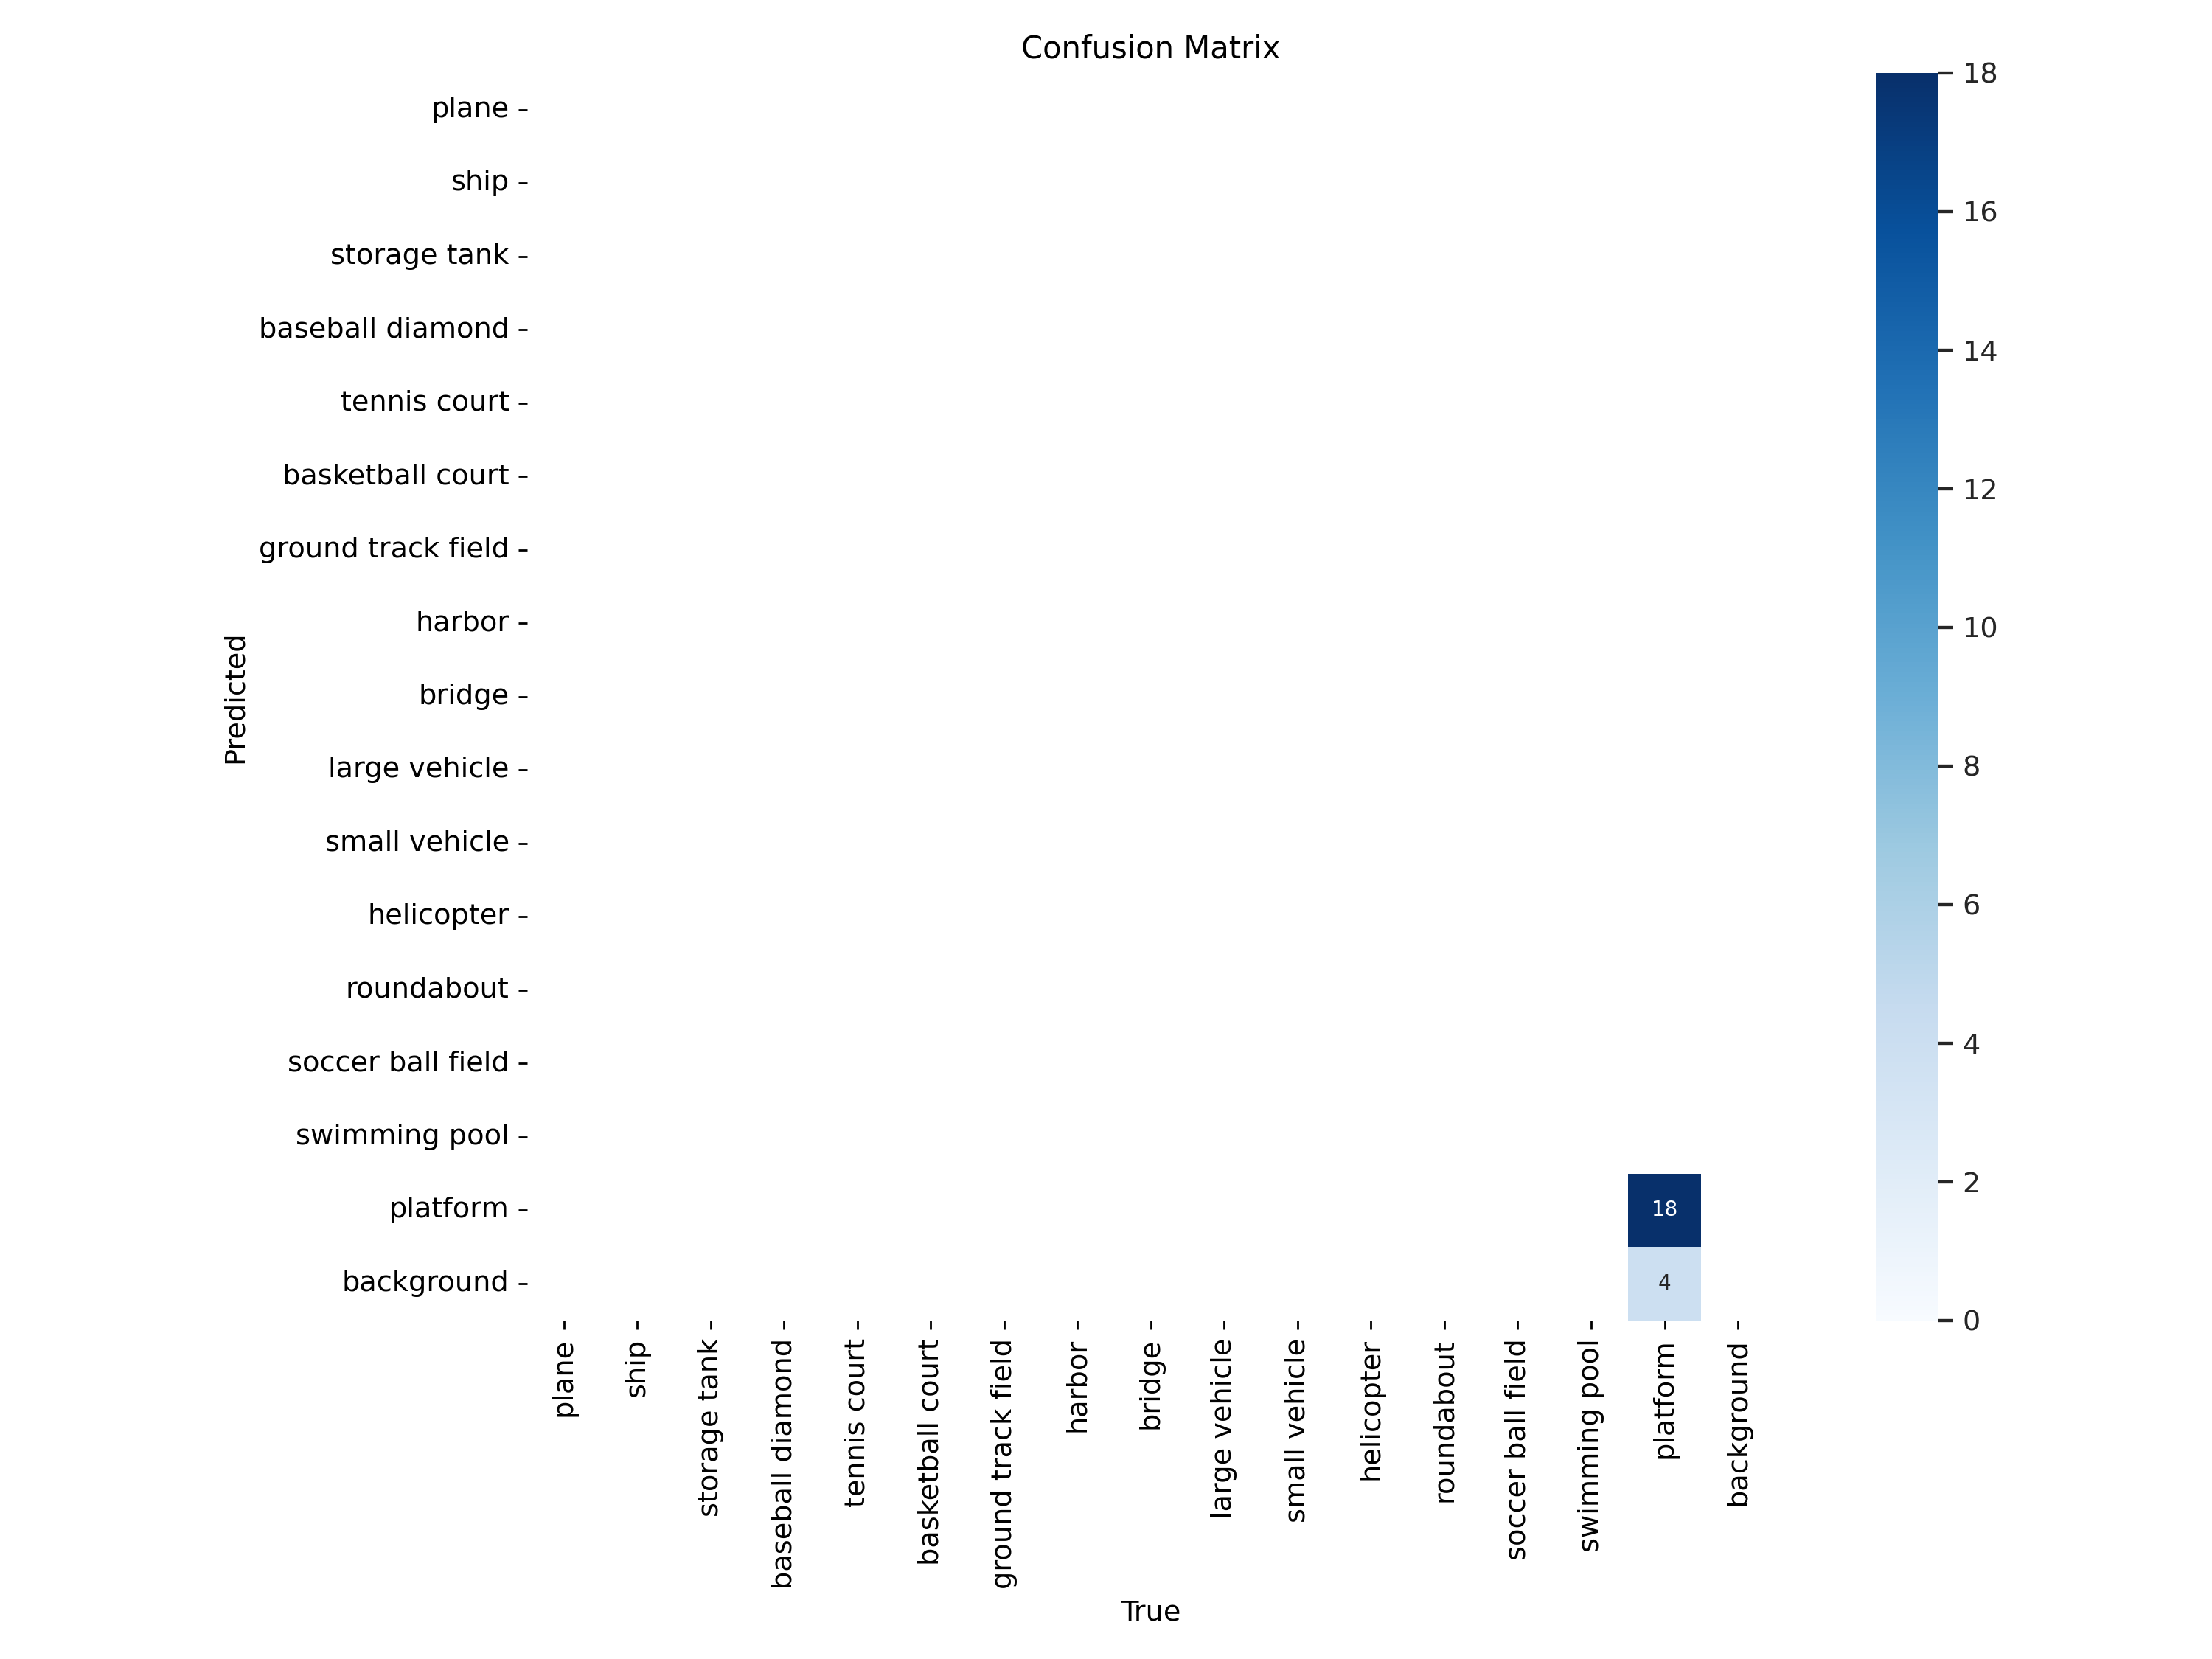 Confusion Matrix
Predicted
plane
ship
storage tank
baseball diamond
tennis court
basketball court
ground track field
harbor
bridge
large vehicle
small vehicle
helicopter
roundabout
soccer ball field
swimming pool
platform
background
18
4
plane
ship
storage tank
baseball diamond
tennis court
basketball court
ground track field
harbor
bridge
large vehicle
small vehicle
helicopter
roundabout
soccer ball field
swimming pool
platform
background
True
18
16
14
12
10
8
6
4
2
0